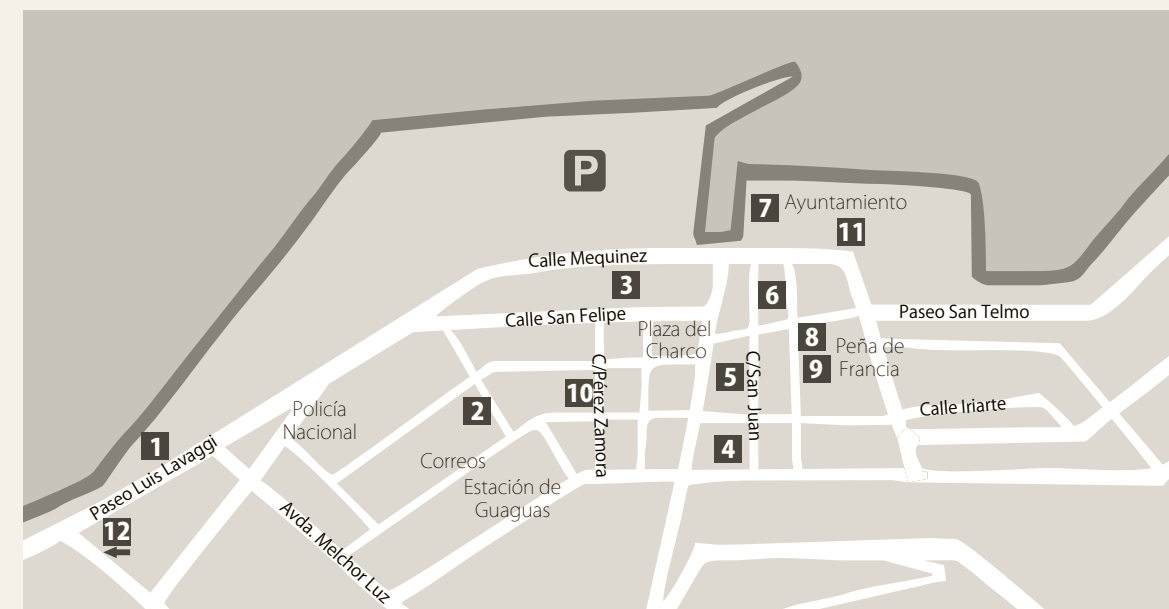 P
7
Ayuntamiento
11
Calle Mequinez
3
6
Calle San Felipe
Paseo San Telmo
Plaza del
Charco
8
Peña de
Francia
9
5
C/San Juan
C/Pérez Zamora
10
2
Calle Iriarte
Policía
Nacional
1
4
Paseo Luis Lavaggi
Correos
Estación de
Guaguas
12
Avda. Melchor Luz